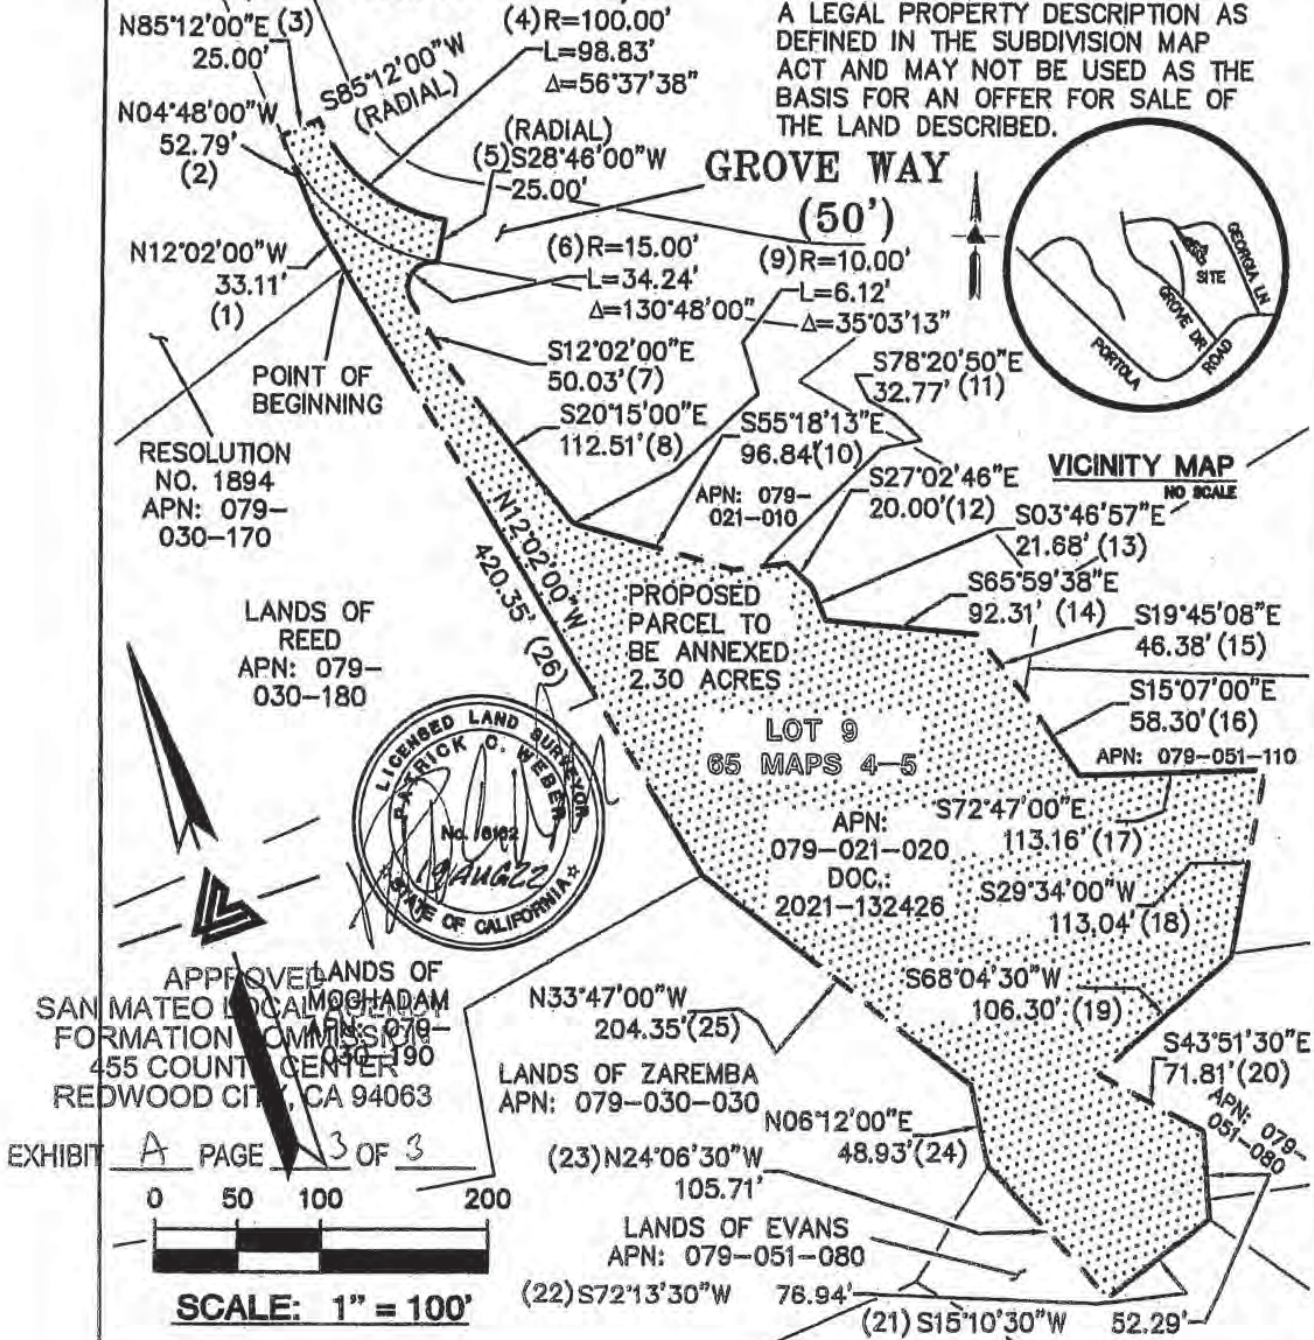 A LEGAL PROPERTY DESCRIPTION AS
DEFINED IN THE SUBDIVISION MAP
ACT AND MAY NOT BE USED AS THE
BASIS FOR AN OFFER FOR SALE OF
THE LAND DESCRIBED.
N85°12'00"E (3)
25.00'
S85°12'00"W
(RADIAL)
(4) R=100.00'
L=98.83'
Δ=56°37'38"
N04°48'00"W
52.79'
(2)
(RADIAL)
(5) S28°46'00"W
25.00'
GROVE WAY
(50')
N12°02'00"W
33.11'
(1)
(6) R=15.00'
L=34.24'
Δ=130°48'00"
(9) R=10.00'
L=6.12'
Δ=35°03'13"
SITE
GEORGIA LN
GROVE DR
PORTOLA
ROAD
VICINITY MAP
NO SCALE
POINT OF
BEGINNING
S12°02'00"E
50.03' (7)
S20°15'00"E
112.51' (8)
S55°18'13"E
96.84' (10)
S78°20'50"E
32.77' (11)
S27°02'46"E
20.00' (12)
S03°46'57"E
21.68' (13)
S65°59'38"E
92.31' (14)
S19°45'08"E
46.38' (15)
S15°07'00"E
58.30' (16)
APN: 079-051-110
RESOLUTION
NO. 1894
APN: 079-
030-170
APN: 079-
021-010
N12°02'00"W
420.35' (26)
LANDS OF
REED
APN: 079-
030-180
PROPOSED
PARCEL TO
BE ANNEXED
2.30 ACRES
LOT 9
65 MAPS 4-5
APN:
079-021-020
DOC.:
2021-132426
S72°47'00"E
113.16' (17)
S29°34'00"W
113.04' (18)
S68°04'30"W
106.30' (19)
S43°51'30"E
71.81' (20)
APN: 079-
051-080
LICENSED LAND SURVEYOR
PATRICK C. WEBER
No.
19 AUG 22
STATE OF CALIFORNIA
LANDS OF
MOGHADAM
APN: 079-
030-190
APPROVED
SAN MATEO LOCAL AGENCY
FORMATION COMMISSION
455 COUNTY CENTER
REDWOOD CITY, CA 94063
EXHIBIT A PAGE 3 OF 3
N33°47'00"W
204.35' (25)
LANDS OF ZAREMBA
APN: 079-030-030
N06°12'00"E
48.93' (24)
(23) N24°06'30"W
105.71'
LANDS OF EVANS
APN: 079-051-080
(22) S72°13'30"W 76.94'
(21) S15°10'30"W 52.29'
0 50 100 200
SCALE: 1" = 100'